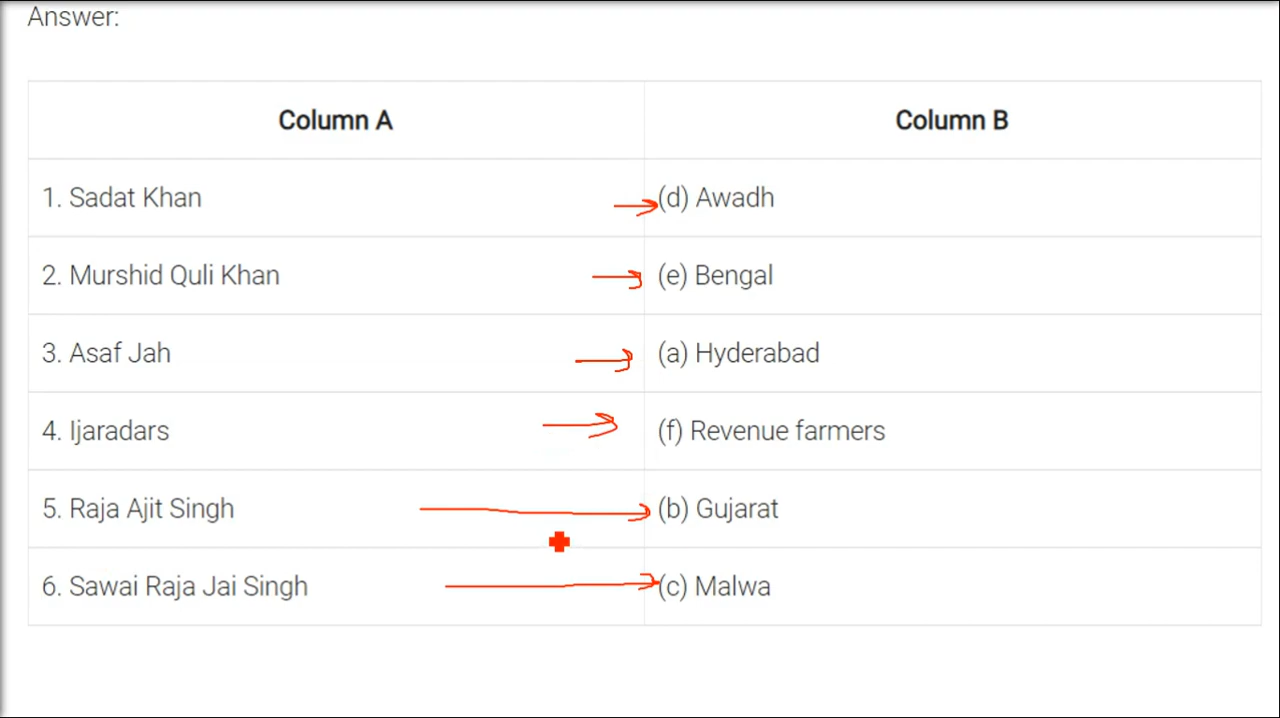 Answer:
Column A Column B
1. Sadat Khan (d) Awadh
2. Murshid Quli Khan (e) Bengal
3. Asaf Jah (a) Hyderabad
4. Ijaradars (f) Revenue farmers
5. Raja Ajit Singh (b) Gujarat
6. Sawai Raja Jai Singh (c) Malwa